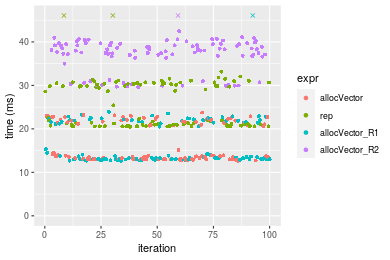 40
30
20
10
0
time (ms)
0
25
50
75
100
iteration
expr
allocVector
rep
allocVector_R1
allocVector_R2